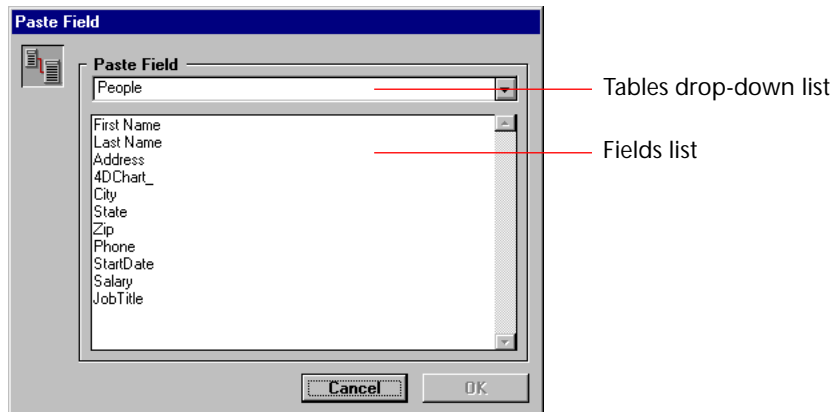 Paste Field
Paste Field
People
Tables drop-down list
First Name
Last Name
Address
4DChart_
City
State
Zip
Phone
StartDate
Salary
JobTitle
Fields list
Cancel
OK